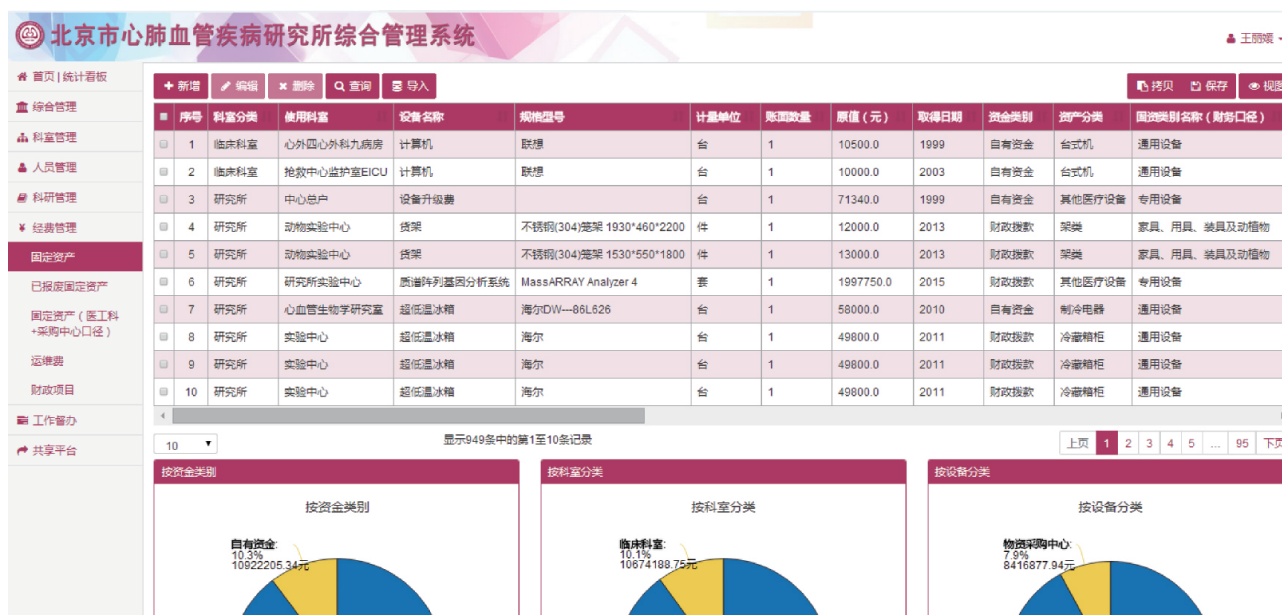 北京市心肺血管疾病研究所综合管理系统
王丽媛
首页|统计看板
综合管理
科室管理
人员管理
科研管理
经费管理
固定资产
已报废固定资产
固定资产（医工科
+采购中心口径）
运维费
财政项目
工作督办
共享平台
新增 编辑 删除 查询 导入 拷贝 保存 视图
序号 科室分类 使用科室 设备名称 规格型号 计量单位 账面数量 原值（元） 取得日期 资金类别 资产分类 国资类别名称（财务口径）
1 临床科室 心外四心外科九病房 计算机 联想 台 1 10500.0 1999 自有资金 台式机 通用设备
2 临床科室 抢救中心监护室EICU 计算机 联想 台 1 10000.0 2003 自有资金 台式机 通用设备
3 研究所 中心总户 设备升级费 台 1 71340.0 1999 自有资金 其他医疗设备 专用设备
4 研究所 动物实验中心 货架 不锈钢(304)笼架 1930*460*2200 件 1 12000.0 2013 财政拨款 架类 家具、用具、装具及动植物
5 研究所 动物实验中心 货架 不锈钢(304)笼架 1530*550*1800 件 1 13000.0 2013 财政拨款 架类 家具、用具、装具及动植物
6 研究所 研究所实验中心 质谱阵列基因分析系统 MassARRAY Analyzer 4 套 1 1997750.0 2015 财政拨款 其他医疗设备 专用设备
7 研究所 心血管生物学研究室 超低温冰箱 海尔DW---86L626 台 1 58000.0 2010 自有资金 制冷电器 通用设备
8 研究所 实验中心 超低温冰箱 海尔 台 1 49800.0 2011 财政拨款 冷藏箱柜 通用设备
9 研究所 实验中心 超低温冰箱 海尔 台 1 49800.0 2011 财政拨款 冷藏箱柜 通用设备
10 研究所 实验中心 超低温冰箱 海尔 台 1 49800.0 2011 财政拨款 冷藏箱柜 通用设备
10 显示949条中的第1至10条记录 上页 1 2 3 4 5 ... 95 下页
按资金类别 按科室分类 按设备分类
按资金类别 按科室分类 按设备分类
自有资金:
10.3%
10922205.34元
临床科室:
10.1%
10674188.75元
物资采购中心:
7.9%
8416877.94元